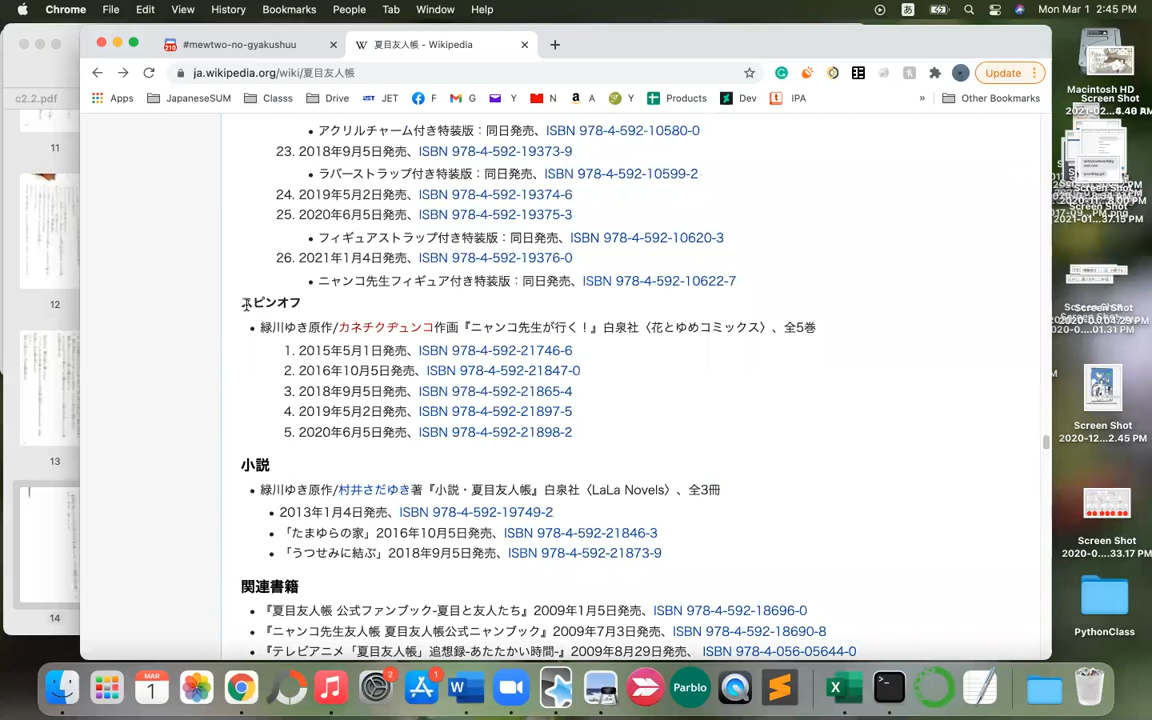 Chrome File Edit View History Bookmarks People Tab Window Help
Mon Mar 1 2:45 PM
c2.2.pdf
11
12
13
14
#mewtwo-no-gyakushuu
夏目友人帳 - Wikipedia
ja.wikipedia.org/wiki/夏目友人帳
Update
Apps JapaneseSUM Classs Drive JET F G Y N A Y Products Dev IPA » Other Bookmarks
• アクリルチャーム付き特装版：同日発売、ISBN 978-4-592-10580-0
23. 2018年9月5日発売、ISBN 978-4-592-19373-9
• ラバーストラップ付き特装版：同日発売、ISBN 978-4-592-10599-2
24. 2019年5月2日発売、ISBN 978-4-592-19374-6
25. 2020年6月5日発売、ISBN 978-4-592-19375-3
• フィギュアストラップ付き特装版：同日発売、ISBN 978-4-592-10620-3
26. 2021年1月4日発売、ISBN 978-4-592-19376-0
• ニャンコ先生フィギュア付き特装版：同日発売、ISBN 978-4-592-10622-7
スピンオフ
• 緑川ゆき原作/カネチクヂュンコ作画『ニャンコ先生が行く！』白泉社〈花とゆめコミックス〉、全5巻
1. 2015年5月1日発売、ISBN 978-4-592-21746-6
2. 2016年10月5日発売、ISBN 978-4-592-21847-0
3. 2018年9月5日発売、ISBN 978-4-592-21865-4
4. 2019年5月2日発売、ISBN 978-4-592-21897-5
5. 2020年6月5日発売、ISBN 978-4-592-21898-2
小説
• 緑川ゆき原作/村井さだゆき著『小説・夏目友人帳』白泉社〈LaLa Novels〉、全3冊
• 2013年1月4日発売、ISBN 978-4-592-19749-2
• 「たまゆらの家」2016年10月5日発売、ISBN 978-4-592-21846-3
• 「うつせみに結ぶ」2018年9月5日発売、ISBN 978-4-592-21873-9
関連書籍
• 『夏目友人帳 公式ファンブック-夏目と友人たち』2009年1月5日発売、ISBN 978-4-592-18696-0
• 『ニャンコ先生友人帳 夏目友人帳公式ニャンブック』2009年7月3日発売、ISBN 978-4-592-18690-8
• 『テレビアニメ「夏目友人帳」追想録-あたたかい時間-』2009年8月29日発売、ISBN 978-4-056-05644-0
Macintosh HD
Screen Shot
Screen Shot
2020-12...2.45 PM
Screen Shot
2020-0....33.17 PM
PythonClass
MAR
1
2
1
Parblo